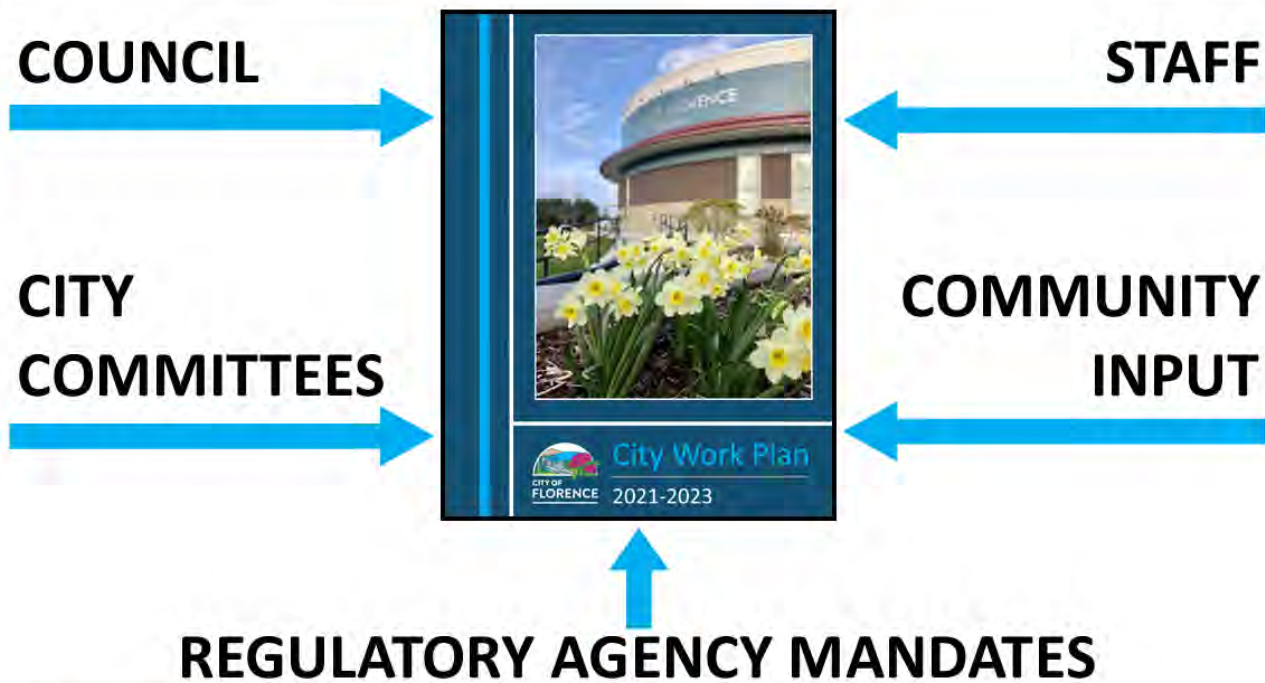 COUNCIL
STAFF
CITY
COMMITTEES
COMMUNITY
INPUT
City Work Plan
CITY OF
FLORENCE
2021-2023
REGULATORY AGENCY MANDATES